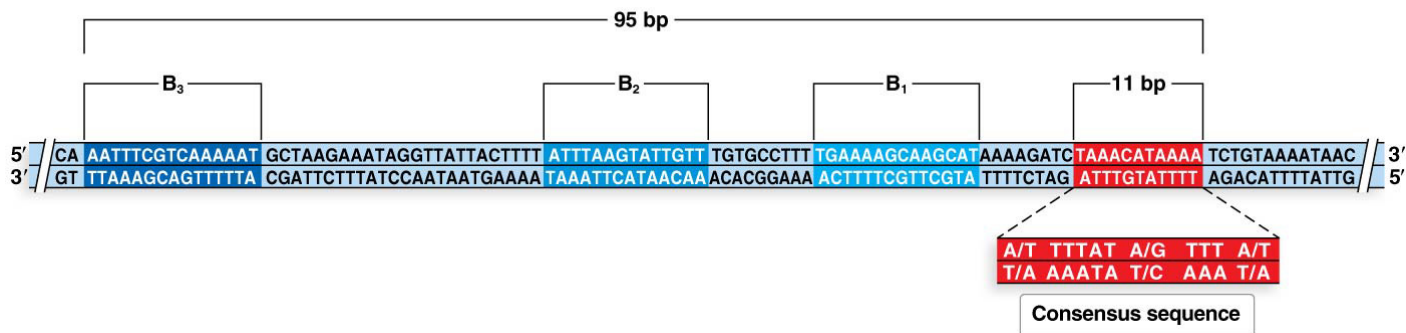 95 bp
B₃ B₂ B₁ 11 bp
5′ CA AATTTCGTCAAAAAT GCTAAGAAATAGGTTATTACTTTT ATTTAAGTATTGTT TGTGCCTTT TGAAAAGCAAGCAT AAAAGATC TAAACATAAAA TCTGTAAAATAAC 3′
3′ GT TTAAAGCAGTTTTTA CGATTCTTTATCCAATAATGAAAA TAAATTCATAACAA ACACGGAAA ACTTTTCGTTCGTA TTTTCTAG ATTTGTATTTT AGACATTTTATTG 5′
A/T TTTAT A/G TTT A/T
T/A AAATA T/C AAA T/A
Consensus sequence